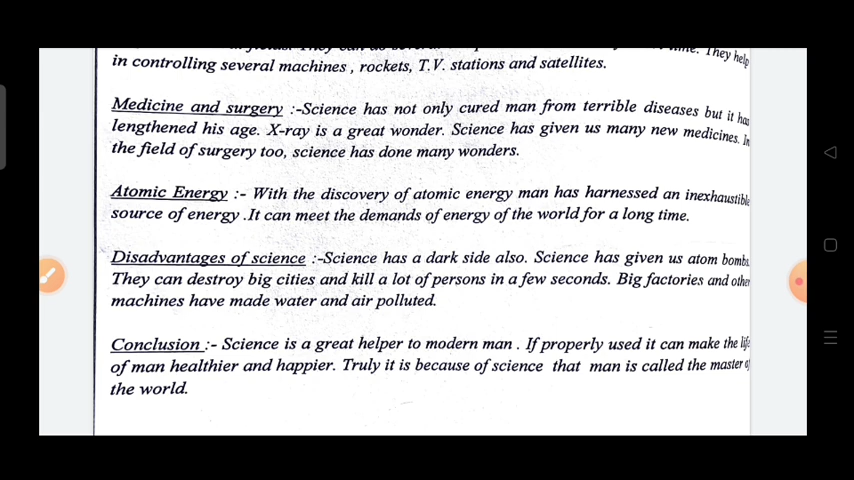 in controlling several machines , rockets, T.V. stations and satellites.
Medicine and surgery :-Science has not only cured man from terrible diseases but it has
lengthened his age. X-ray is a great wonder. Science has given us many new medicines. In
the field of surgery too, science has done many wonders.
Atomic Energy :- With the discovery of atomic energy man has harnessed an inexhaustible
source of energy .It can meet the demands of energy of the world for a long time.
Disadvantages of science :-Science has a dark side also. Science has given us atom bombs.
They can destroy big cities and kill a lot of persons in a few seconds. Big factories and other
machines have made water and air polluted.
Conclusion :- Science is a great helper to modern man . If properly used it can make the life
of man healthier and happier. Truly it is because of science that man is called the master of
the world.